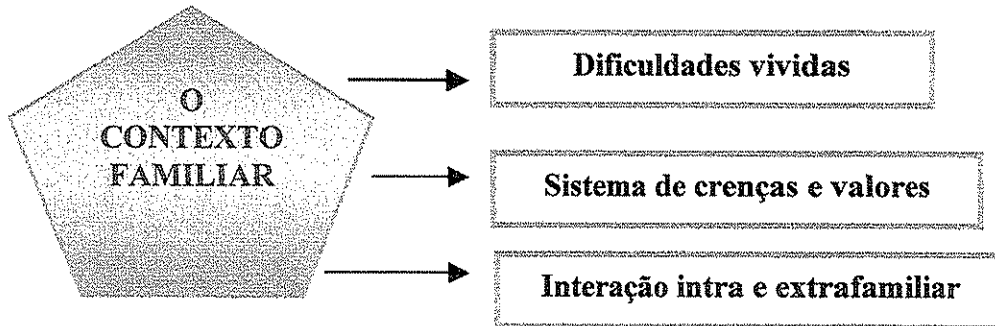 O
CONTEXTO
FAMILIAR
Dificuldades vividas
Sistema de crenças e valores
Interação intra e extrafamiliar